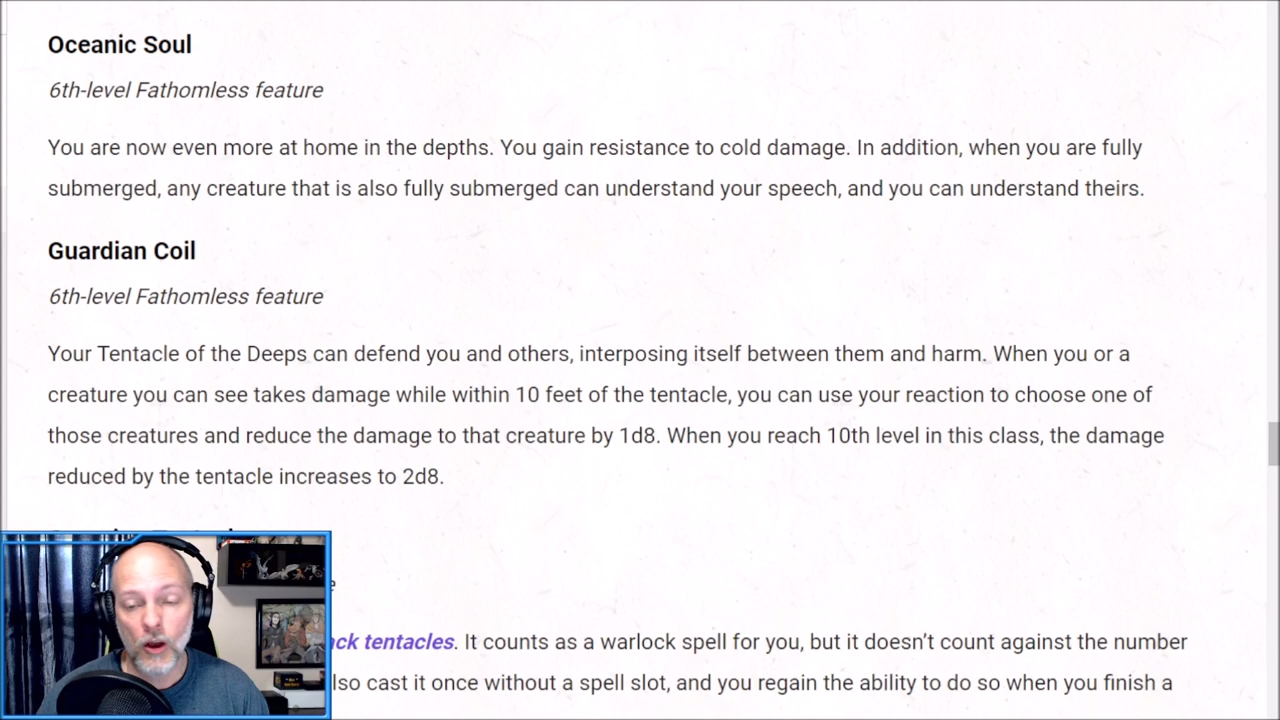 Oceanic Soul
6th-level Fathomless feature
You are now even more at home in the depths. You gain resistance to cold damage. In addition, when you are fully
submerged, any creature that is also fully submerged can understand your speech, and you can understand theirs.
Guardian Coil
6th-level Fathomless feature
Your Tentacle of the Deeps can defend you and others, interposing itself between them and harm. When you or a
creature you can see takes damage while within 10 feet of the tentacle, you can use your reaction to choose one of
those creatures and reduce the damage to that creature by 1d8. When you reach 10th level in this class, the damage
reduced by the tentacle increases to 2d8.
tentacles. It counts as a warlock spell for you, but it doesn’t count against the number
cast it once without a spell slot, and you regain the ability to do so when you finish a